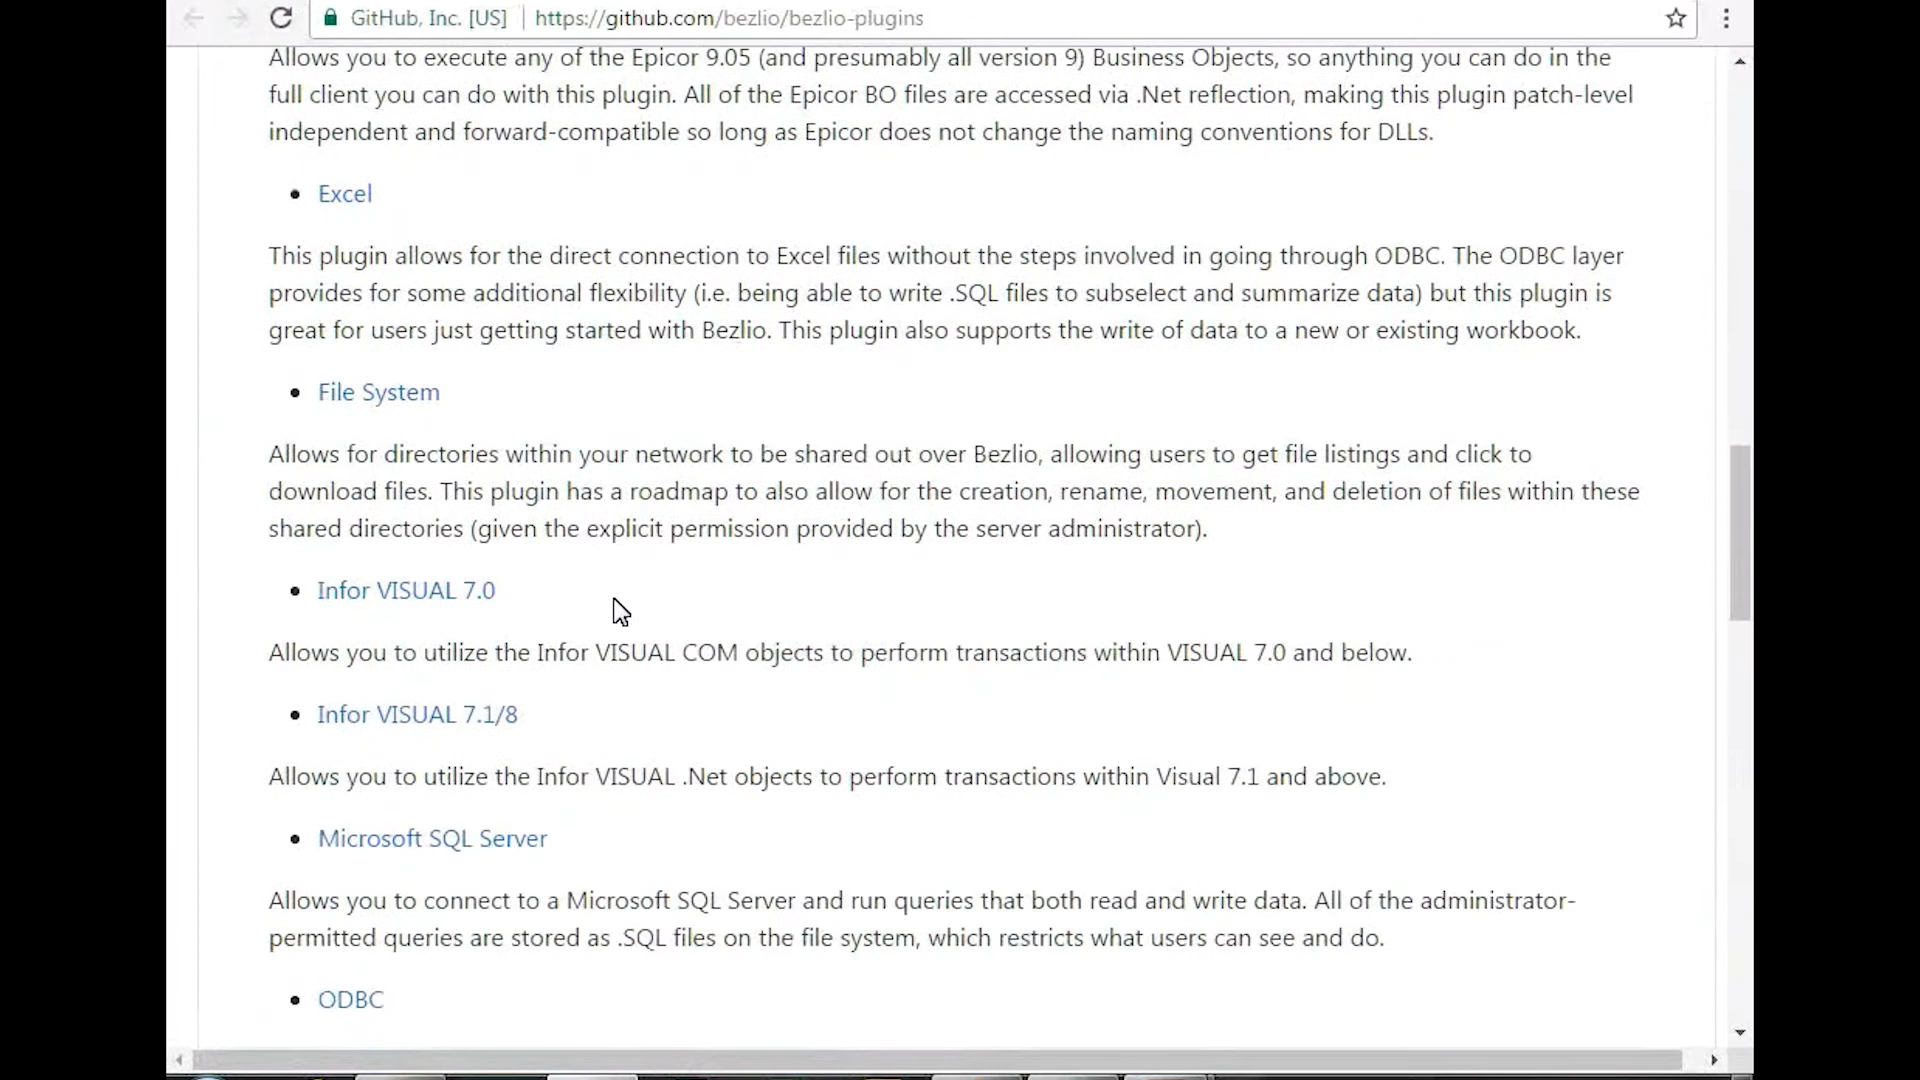 GitHub, Inc. [US] https://github.com/bezlio/bezlio-plugins
Allows you to execute any of the Epicor 9.05 (and presumably all version 9) Business Objects, so anything you can do in the
full client you can do with this plugin. All of the Epicor BO files are accessed via .Net reflection, making this plugin patch-level
independent and forward-compatible so long as Epicor does not change the naming conventions for DLLs.
• Excel
This plugin allows for the direct connection to Excel files without the steps involved in going through ODBC. The ODBC layer
provides for some additional flexibility (i.e. being able to write .SQL files to subselect and summarize data) but this plugin is
great for users just getting started with Bezlio. This plugin also supports the write of data to a new or existing workbook.
• File System
Allows for directories within your network to be shared out over Bezlio, allowing users to get file listings and click to
download files. This plugin has a roadmap to also allow for the creation, rename, movement, and deletion of files within these
shared directories (given the explicit permission provided by the server administrator).
• Infor VISUAL 7.0
Allows you to utilize the Infor VISUAL COM objects to perform transactions within VISUAL 7.0 and below.
• Infor VISUAL 7.1/8
Allows you to utilize the Infor VISUAL .Net objects to perform transactions within Visual 7.1 and above.
• Microsoft SQL Server
Allows you to connect to a Microsoft SQL Server and run queries that both read and write data. All of the administrator-
permitted queries are stored as .SQL files on the file system, which restricts what users can see and do.
• ODBC